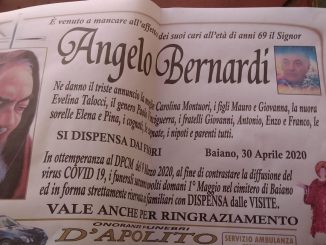 È venuto a mancare all'affetto dei suoi cari all'età di anni 69 il Signor
Angelo Bernardi
Ne danno il triste annuncio la moglie Carolina Montuori, i figli Mauro e Giovanna, la nuora
Evelina Talocci, il genero Paolo i fratelli Giovanni, Antonio, Enzo e Franco, le
sorelle Elena e Pina, i cognati, le cognate, i nipoti e parenti tutti.
SI DISPENSA DAI FIORI
Baiano, 30 Aprile 2020
In ottemperanza al DPCM del Marzo 2020, al fine di contrastare la diffusione del
virus COVID 19, i funerali saranno svolti domani 1° Maggio nel cimitero di Baiano
ed in forma strettamente riservata ai familiari con DISPENSA dalle VISITE.
VALE ANCHE PER RINGRAZIAMENTO
ONORANZE FUNEBRI
D'APOLITO
SERVIZIO AMBULANZA